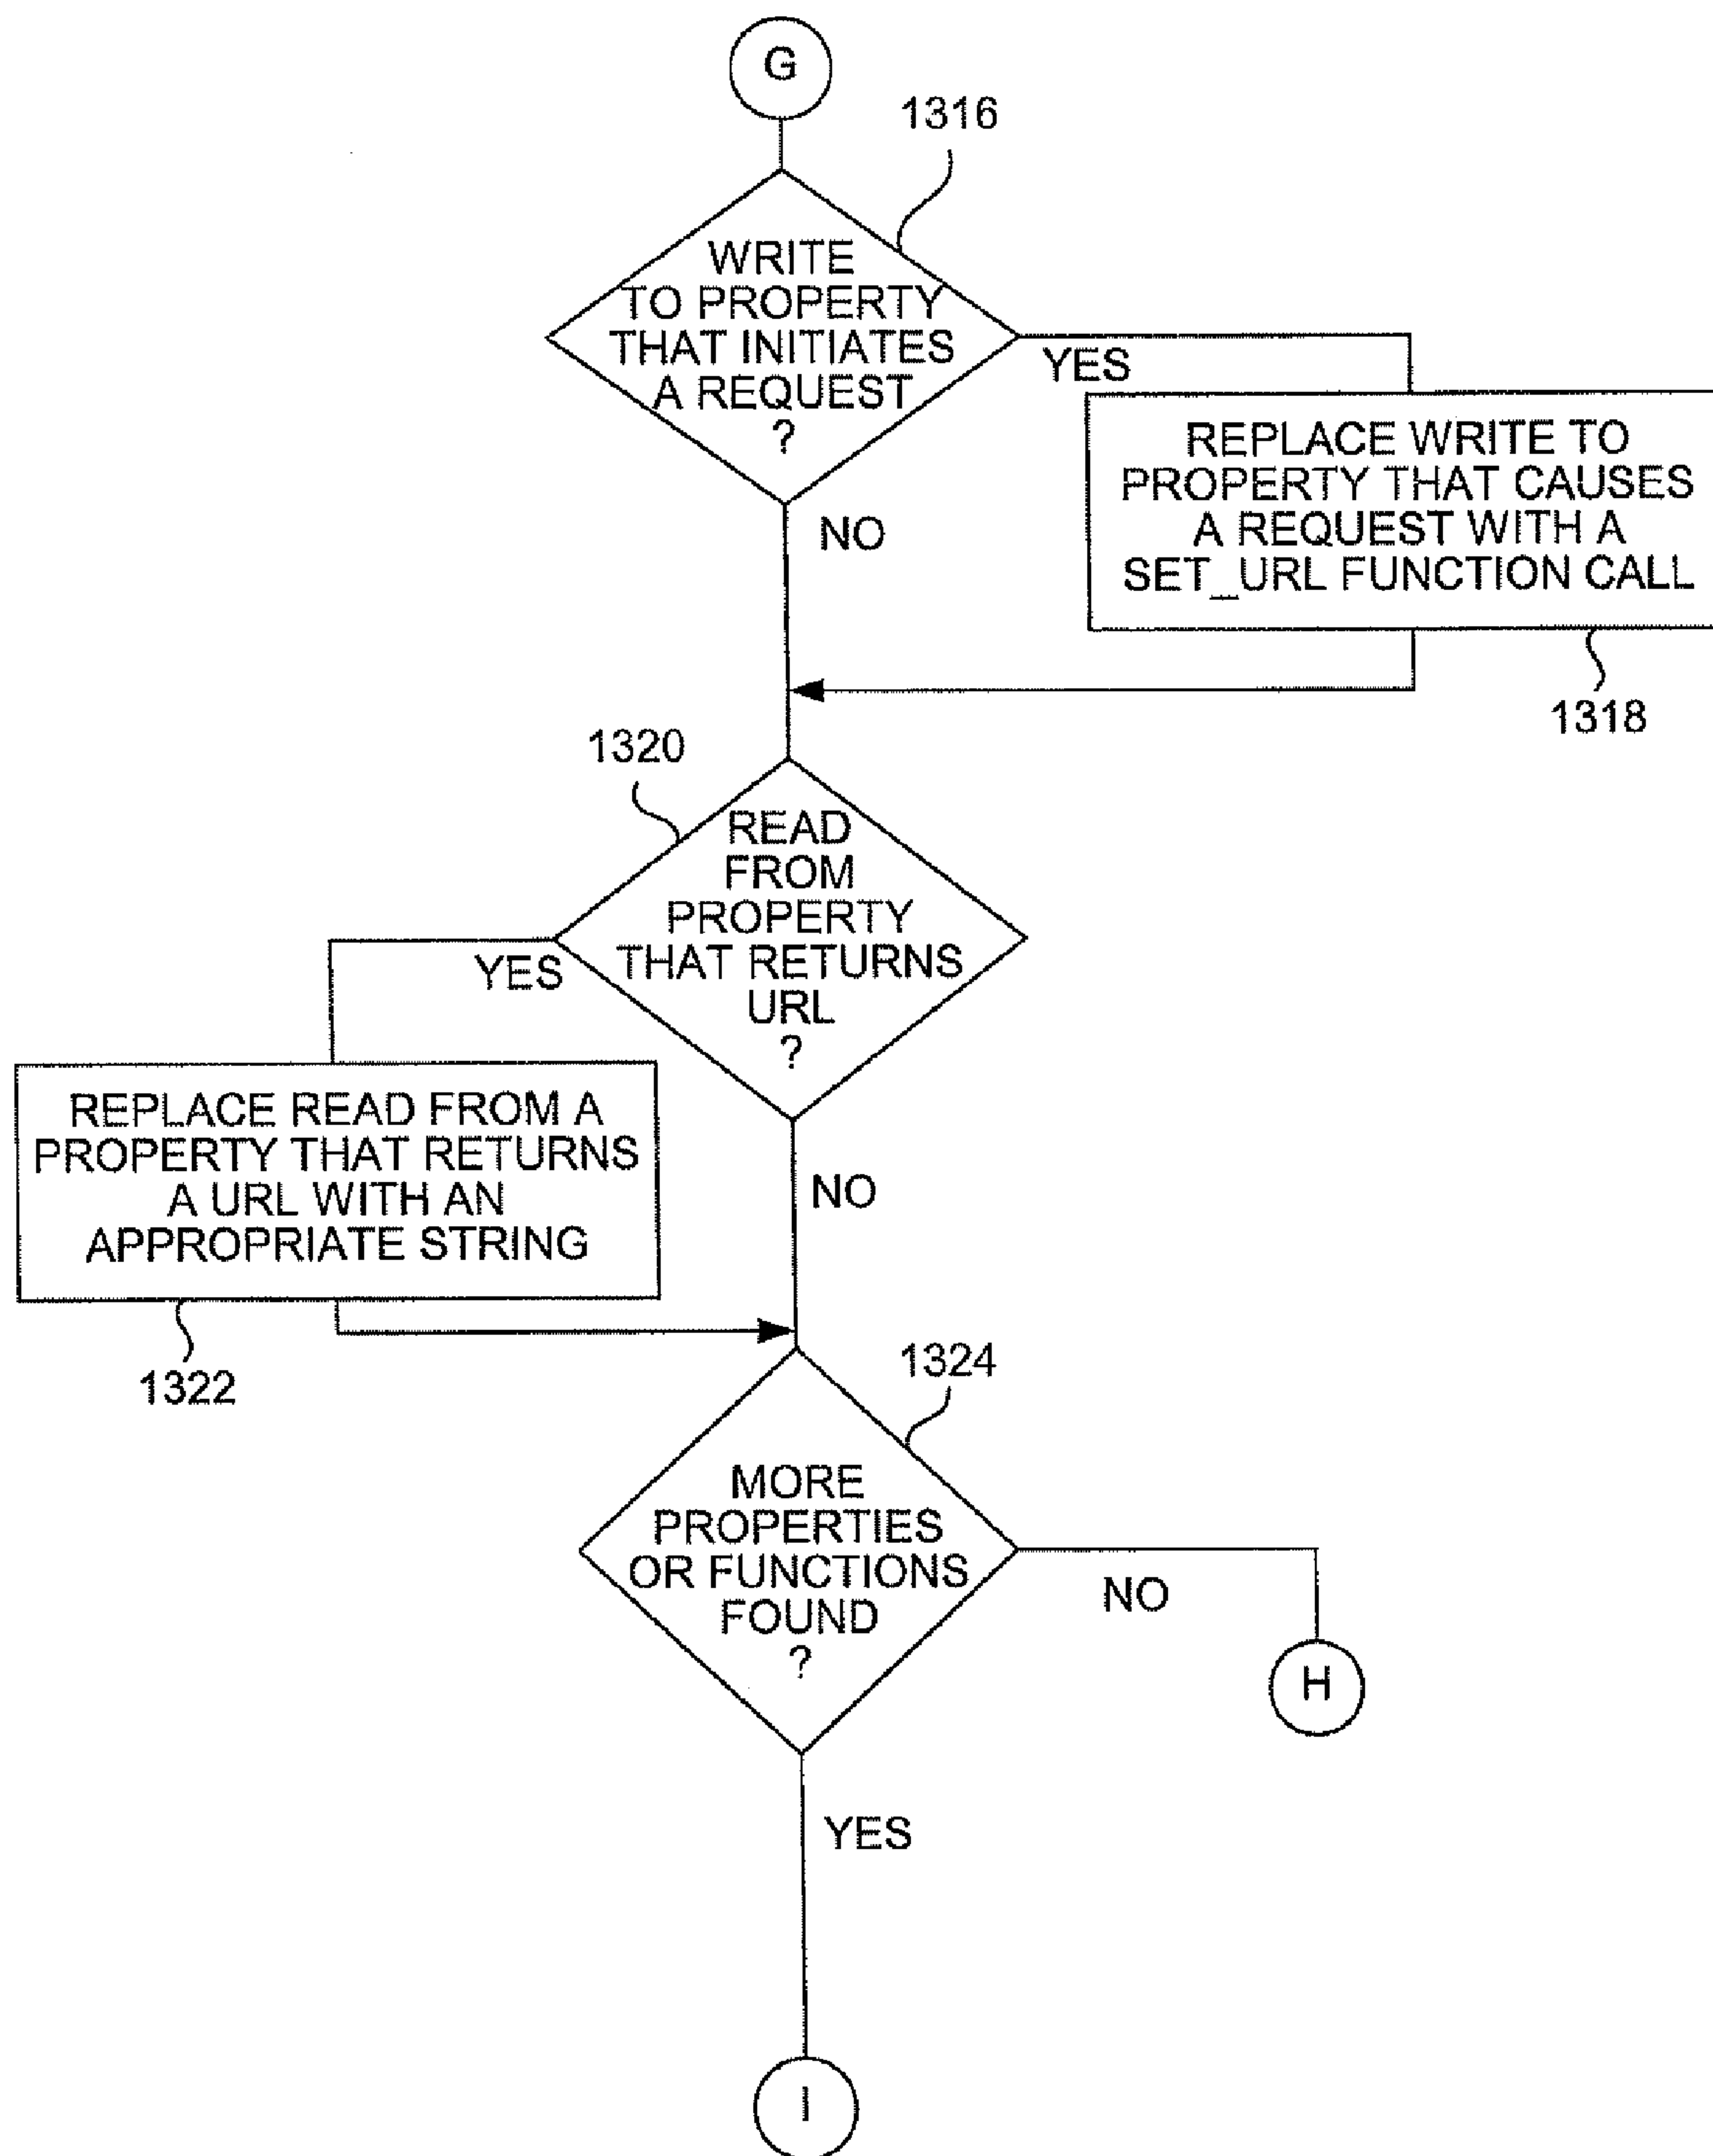 G
1316
WRITE
TO PROPERTY
THAT INITIATES
A REQUEST
?
YES
NO
REPLACE WRITE TO
PROPERTY THAT CAUSES
A REQUEST WITH A
SET_URL FUNCTION CALL
1318
1320
READ
FROM
PROPERTY
THAT RETURNS
URL
?
YES
NO
REPLACE READ FROM A
PROPERTY THAT RETURNS
A URL WITH AN
APPROPRIATE STRING
1322
1324
MORE
PROPERTIES
OR FUNCTIONS
FOUND
?
NO
H
YES
I